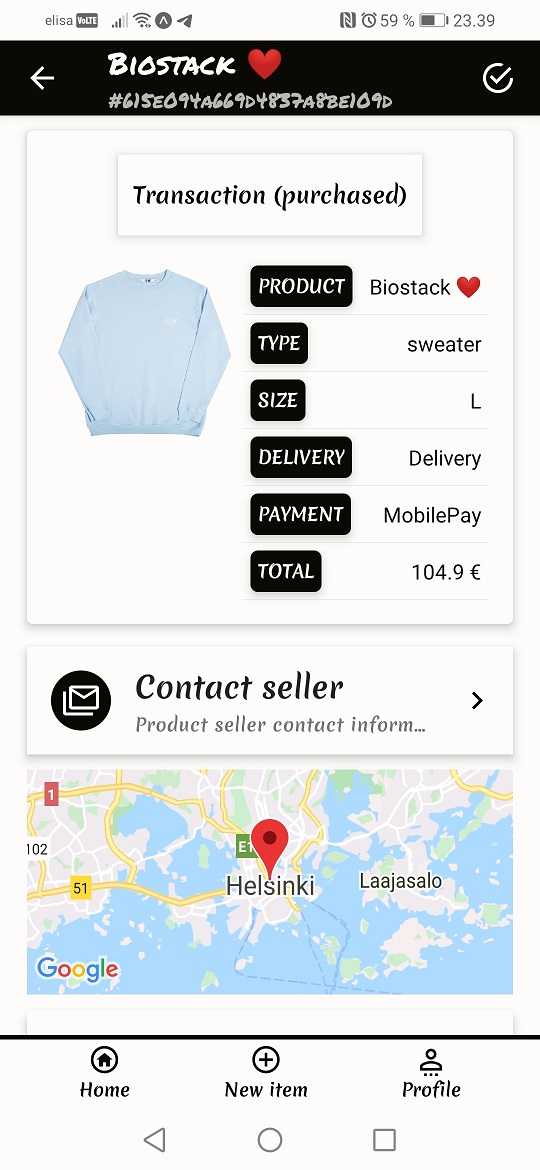 elisa VoLTE 59 % 23.39
Biostack ❤️
#615e094a669d4837a8be109d
Transaction (purchased)
PRODUCT Biostack ❤️
TYPE sweater
SIZE L
DELIVERY Delivery
PAYMENT MobilePay
TOTAL 104.9 €
Contact seller
Product seller contact inform...
1
102
E1
51
Helsinki
Laajasalo
Google
Home New item Profile